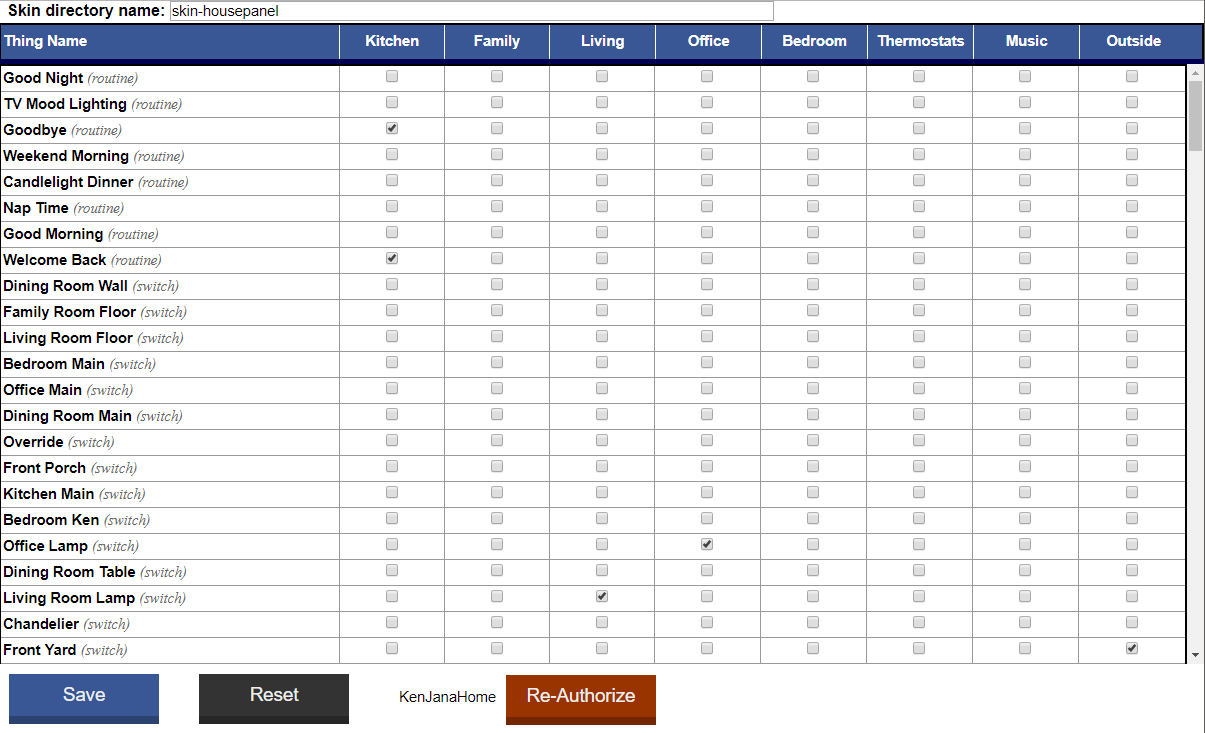 Skin directory name: skin-housepanel
Thing Name Kitchen Family Living Office Bedroom Thermostats Music Outside
Good Night (routine)
TV Mood Lighting (routine)
Goodbye (routine)
Weekend Morning (routine)
Candlelight Dinner (routine)
Nap Time (routine)
Good Morning (routine)
Welcome Back (routine)
Dining Room Wall (switch)
Family Room Floor (switch)
Living Room Floor (switch)
Bedroom Main (switch)
Office Main (switch)
Dining Room Main (switch)
Override (switch)
Front Porch (switch)
Kitchen Main (switch)
Bedroom Ken (switch)
Office Lamp (switch)
Dining Room Table (switch)
Living Room Lamp (switch)
Chandelier (switch)
Front Yard (switch)
Save Reset KenJanaHome Re-Authorize